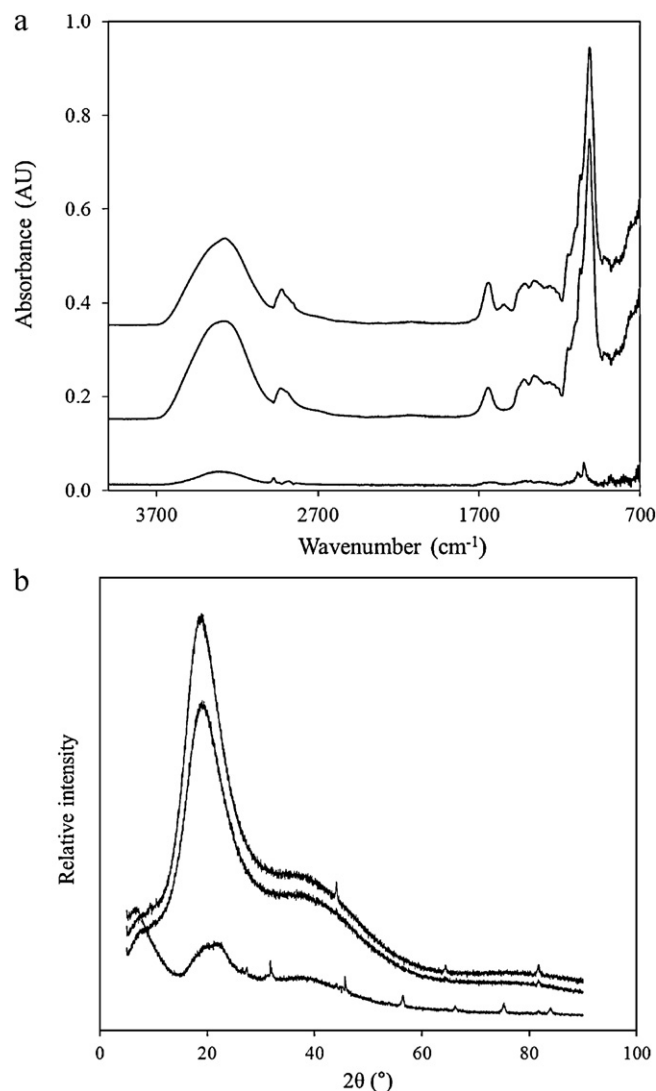 a
1.0
0.8
0.6
0.4
0.2
0.0
Absorbance (AU)
3700 2700 1700 700
Wavenumber (cm-1)
b
Relative intensity
0 20 40 60 80 100
2θ (°)